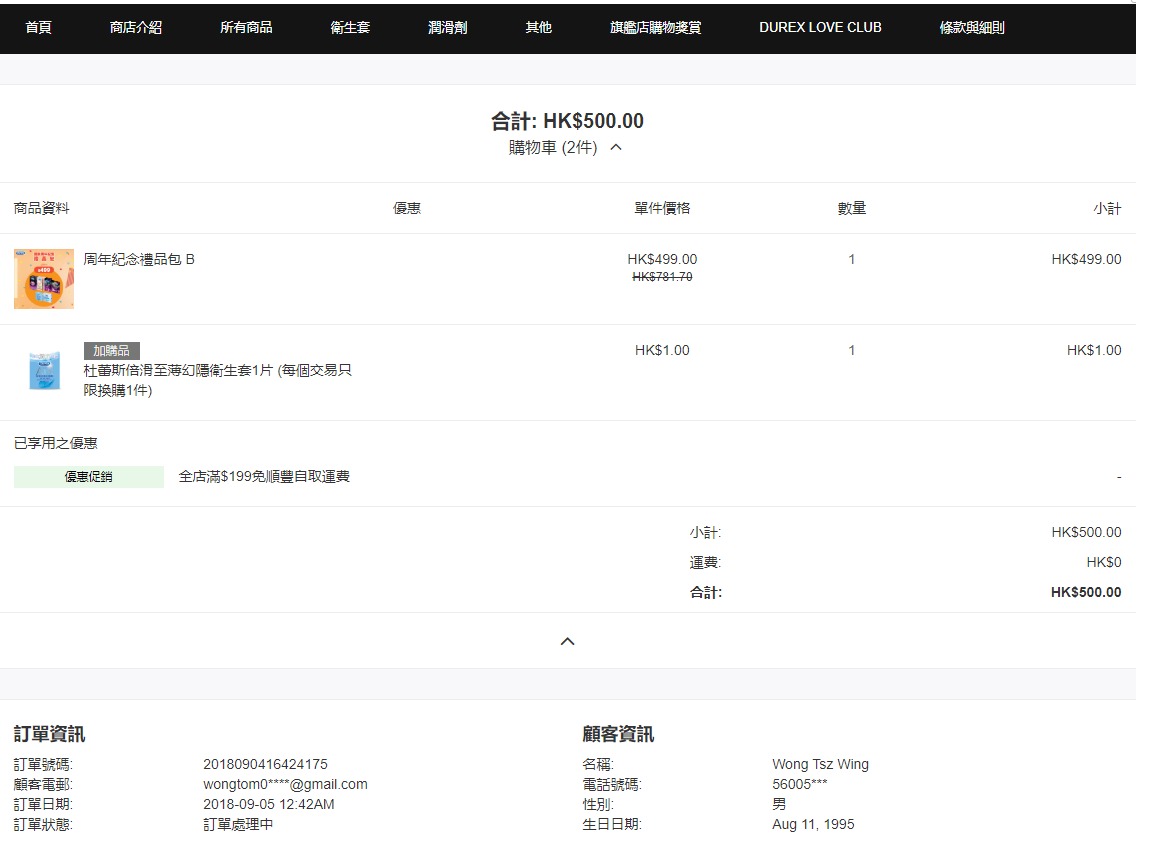 首頁 商店介紹 所有商品 衛生套 潤滑劑 其他 旗艦店購物獎賞 DUREX LOVE CLUB 條款與細則
合計: HK$500.00
購物車 (2件)
商品資料 優惠 單件價格 數量 小計
周年紀念禮品包 B HK$499.00 1 HK$499.00
HK$781.70
加購品 HK$1.00 1 HK$1.00
杜蕾斯倍滑至薄幻隱衛生套1片 (每個交易只
限換購1件)
已享用之優惠
優惠促銷 全店滿$199免順豐自取運費 -
小計: HK$500.00
運費: HK$0
合計: HK$500.00
訂單資訊 顧客資訊
訂單號碼: 2018090416424175 名稱: Wong Tsz Wing
顧客電郵: wongtom0****@gmail.com 電話號碼: 56005***
訂單日期: 2018-09-05 12:42AM 性別: 男
訂單狀態: 訂單處理中 生日日期: Aug 11, 1995